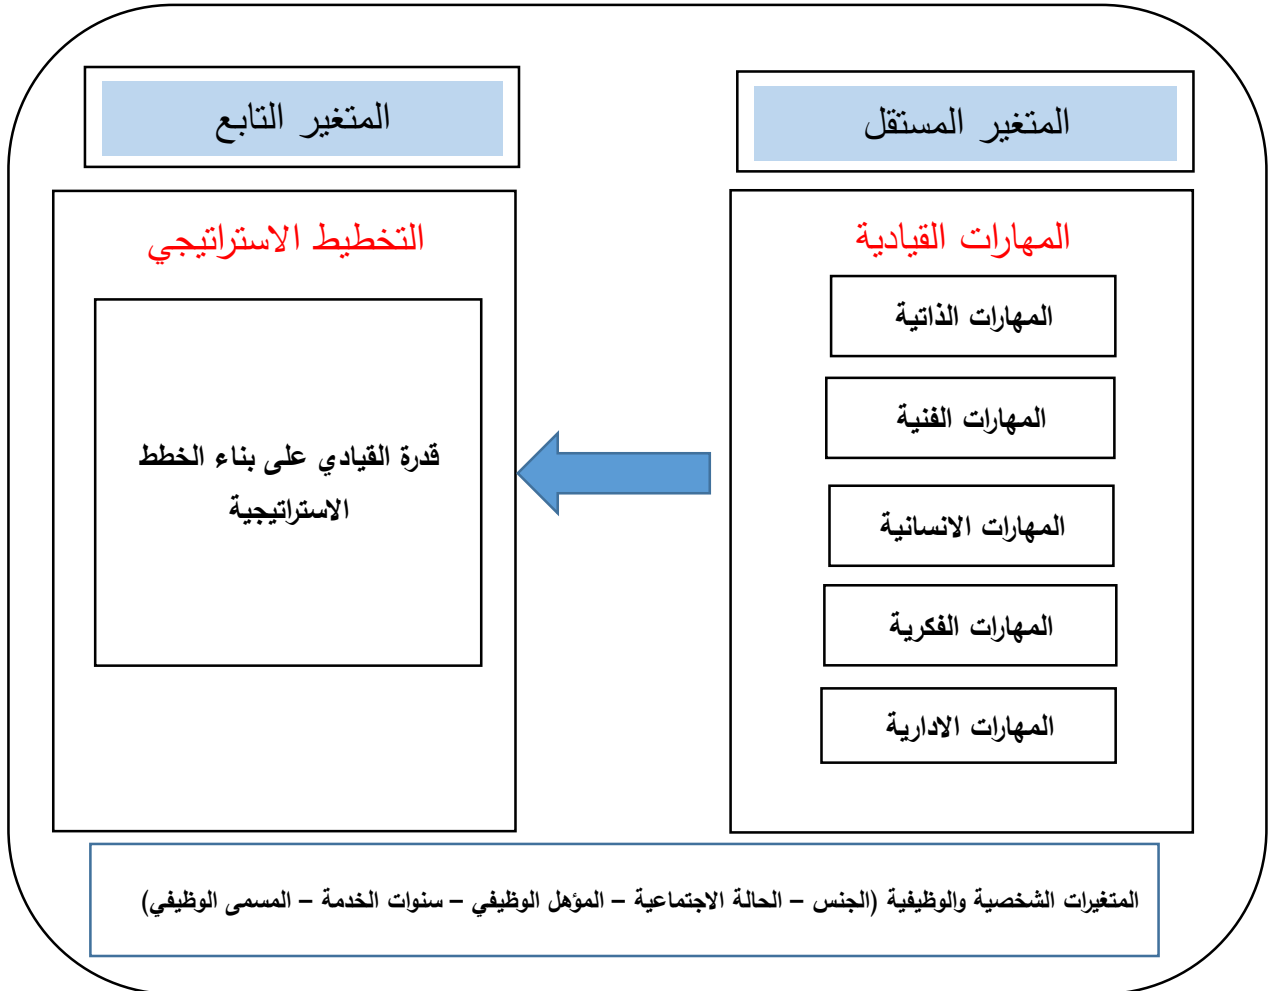 المتغير المستقل
المهارات القيادية
المهارات الذاتية
المهارات الفنية
المهارات الانسانية
المهارات الفكرية
المهارات الادارية
المتغير التابع
التخطيط الاستراتيجي
قدرة القيادي على بناء الخطط
الاستراتيجية
المتغيرات الشخصية والوظيفية (الجنس – الحالة الاجتماعية – المؤهل الوظيفي – سنوات الخدمة – المسمى الوظيفي)